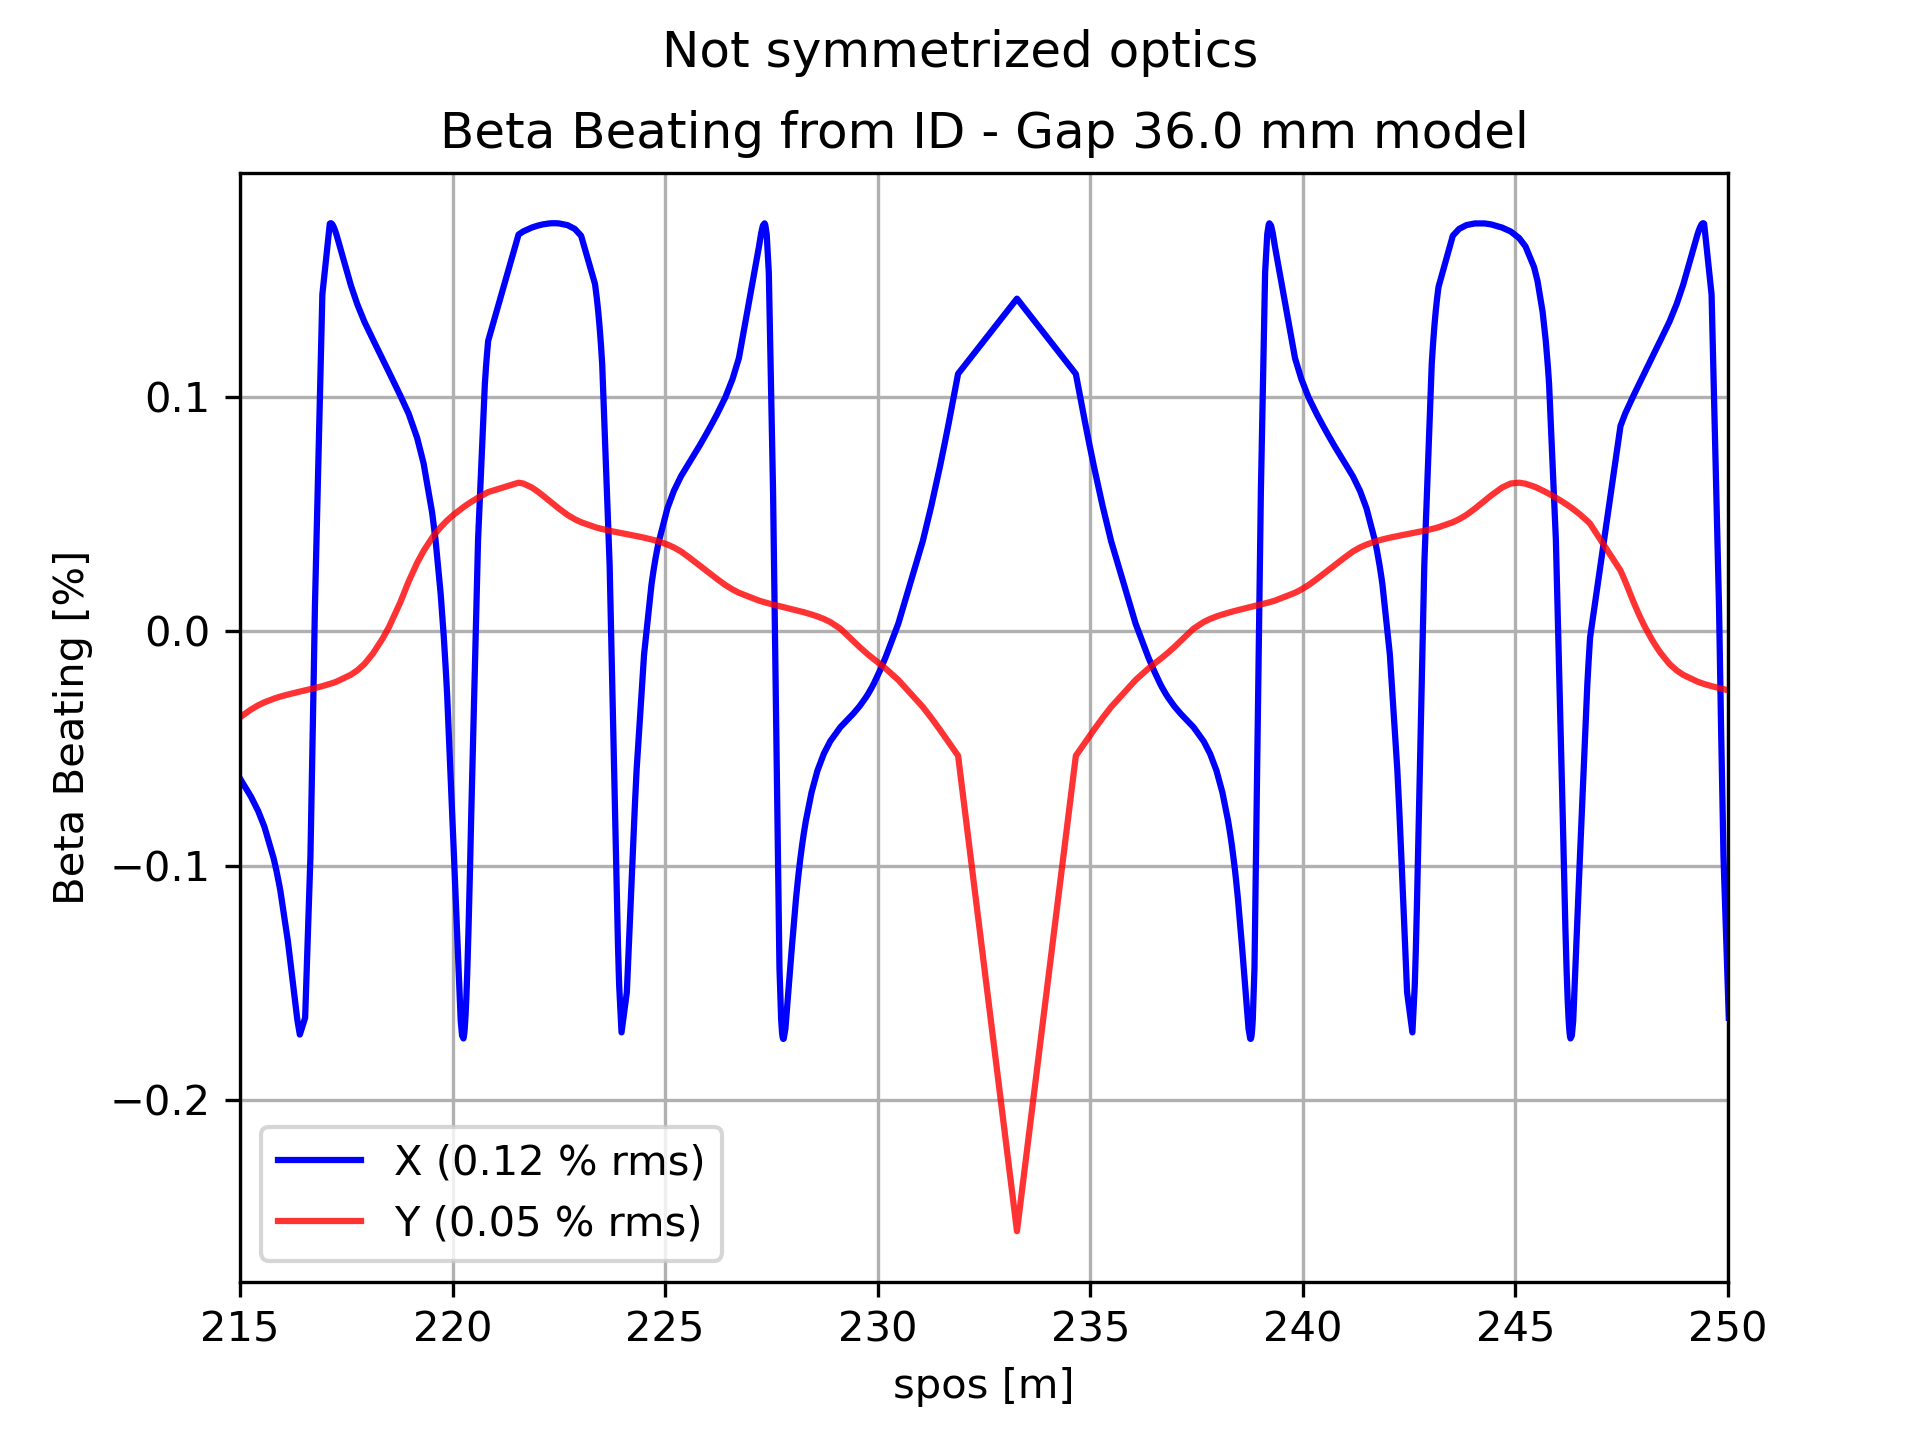 Not symmetrized optics
Beta Beating from ID - Gap 36.0 mm model
Beta Beating [%]
0.1
0.0
−0.1
−0.2
X (0.12 % rms)
Y (0.05 % rms)
215 220 225 230 235 240 245 250
spos [m]